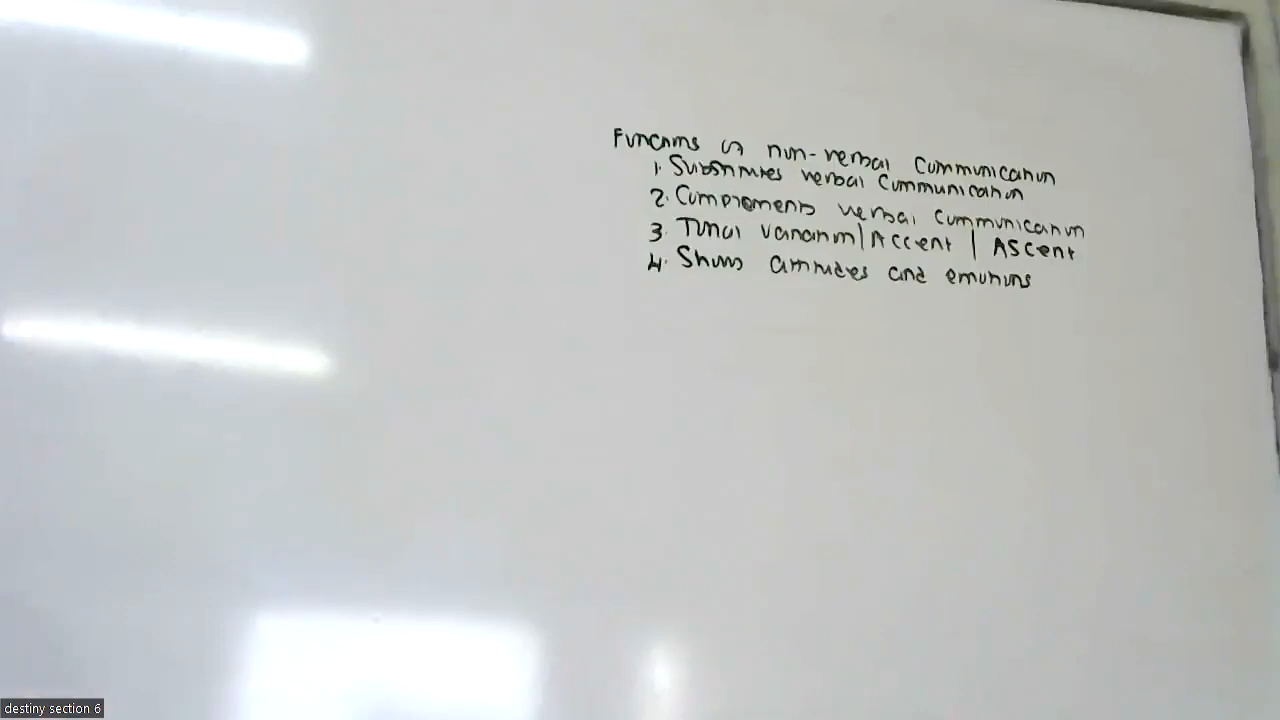 Functions of non-verbal communication
1. Substitutes verbal communication
2. Complements verbal communication
3. Tonal variation/Accent | Ascent
4. Shows attitudes and emotions
destiny section 6